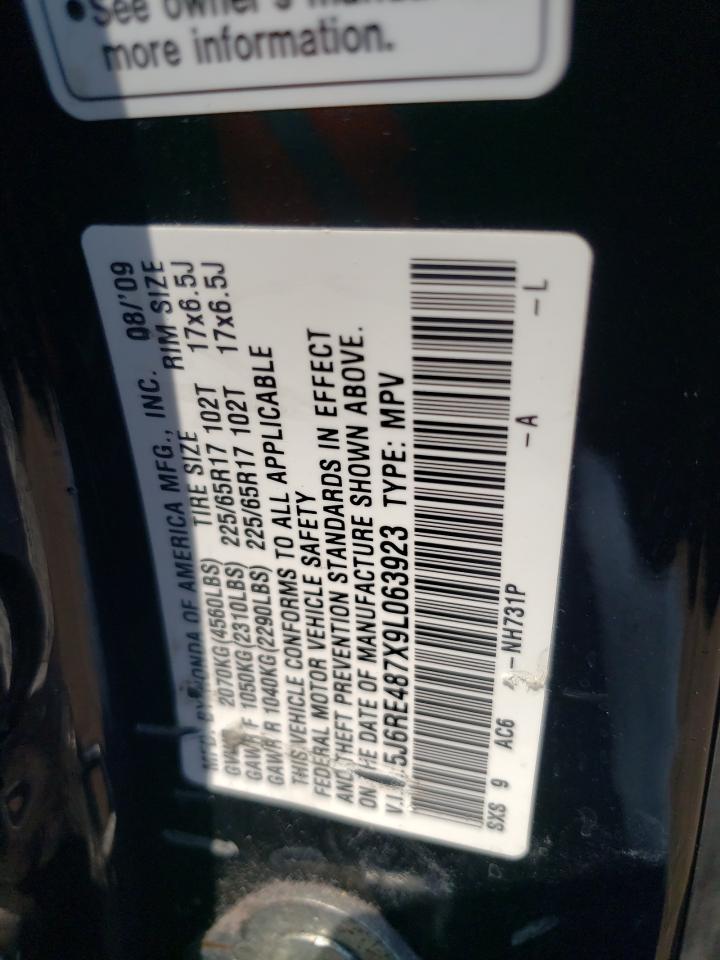 •See owner's manual
more information.
MFD. BY HONDA OF AMERICA MFG., INC. 08/'09
GVWR 2070KG(4560LBS) TIRE SIZE RIM SIZE
GAWR F 1050KG(2310LBS) 225/65R17 102T 17x6.5J
GAWR R 1040KG(2290LBS) 225/65R17 102T 17x6.5J
THIS VEHICLE CONFORMS TO ALL APPLICABLE
FEDERAL MOTOR VEHICLE SAFETY
AND THEFT PREVENTION STANDARDS IN EFFECT
ON THE DATE OF MANUFACTURE SHOWN ABOVE.
V.I.N. 5J6RE487X9L063923 TYPE: MPV
SXS 9 AC6 -NH731P -A -L